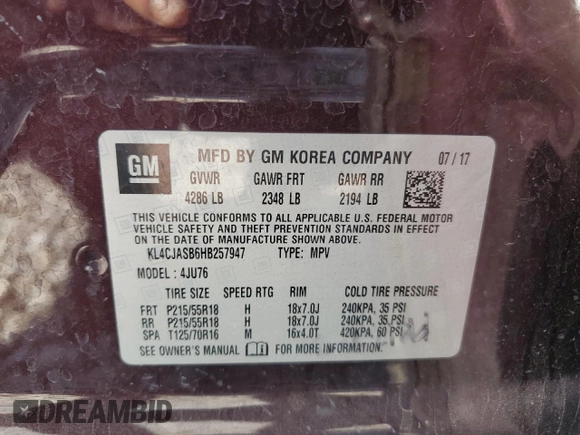 GM MFD BY GM KOREA COMPANY 07 / 17
GVWR GAWR FRT GAWR RR
4286 LB 2348 LB 2194 LB
THIS VEHICLE CONFORMS TO ALL APPLICABLE U.S. FEDERAL MOTOR
VEHICLE SAFETY AND THEFT PREVENTION STANDARDS IN EFFECT
ON THE DATE OF MANUFACTURE SHOWN ABOVE.
KL4CJASB6HB257947 TYPE: MPV
MODEL : 4JU76
TIRE SIZE SPEED RTG RIM COLD TIRE PRESSURE
FRT P215/55R18 H 18x7.0J 240KPA, 35 PSI
RR P215/55R18 H 18x7.0J 240KPA, 35 PSI
SPA T125/70R16 M 16x4.0T 420KPA, 60 PSI
SEE OWNER'S MANUAL FOR MORE INFORMATION
DREAMBID